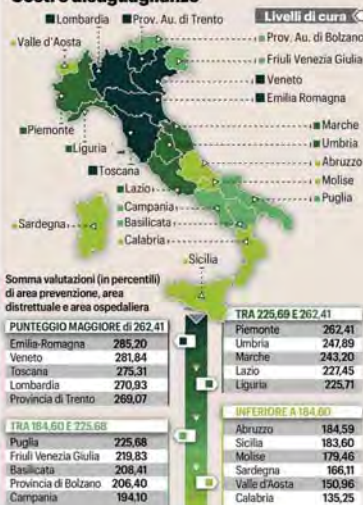 Lombardia
Prov. Au. di Trento
Livelli di cura
Valle d'Aosta
Prov. Au. di Bolzano
Friuli Venezia Giulia
Veneto
Emilia Romagna
Piemonte
Marche
Liguria
Umbria
Toscana
Abruzzo
Lazio
Molise
Campania
Puglia
Sardegna
Basilicata
Calabria
Sicilia
Somma valutazioni (in percentili)
di area prevenzione, area
distrettuale e area ospedaliera
PUNTEGGIO MAGGIORE di 262,41
Emilia-Romagna 285,20
Veneto 281,84
Toscana 275,31
Lombardia 270,93
Provincia di Trento 269,07
TRA 225,69 E 262,41
Piemonte 262,41
Umbria 247,89
Marche 243,20
Lazio 227,45
Liguria 225,71
TRA 184,60 E 225,68
Puglia 225,68
Friuli Venezia Giulia 219,83
Basilicata 208,41
Provincia di Bolzano 206,40
Campania 194,10
INFERIORE A 184,60
Abruzzo 184,59
Sicilia 183,60
Molise 179,46
Sardegna 166,11
Valle d'Aosta 150,96
Calabria 135,25